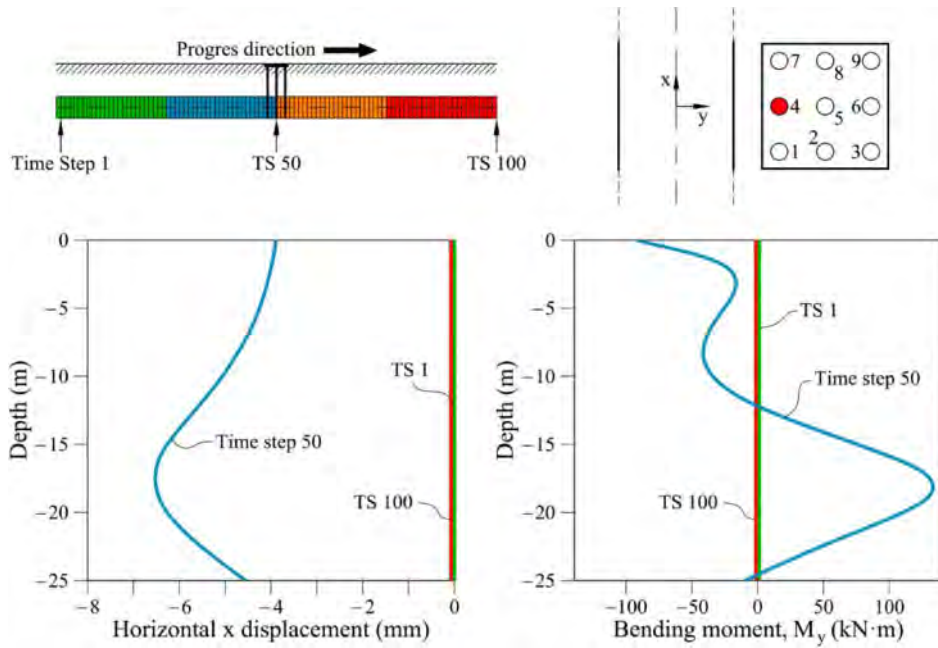 Progres direction
Time Step 1
TS 50
TS 100
x
y
7
8
9
4
5
6
1
2
3
0
−5
−10
−15
−20
−25
Depth (m)
TS 1
Time step 50
TS 100
−8
−6
−4
−2
0
Horizontal x displacement (mm)
0
−5
−10
−15
−20
−25
Depth (m)
TS 1
Time step 50
TS 100
−100
−50
0
50
100
Bending moment, My (kN·m)